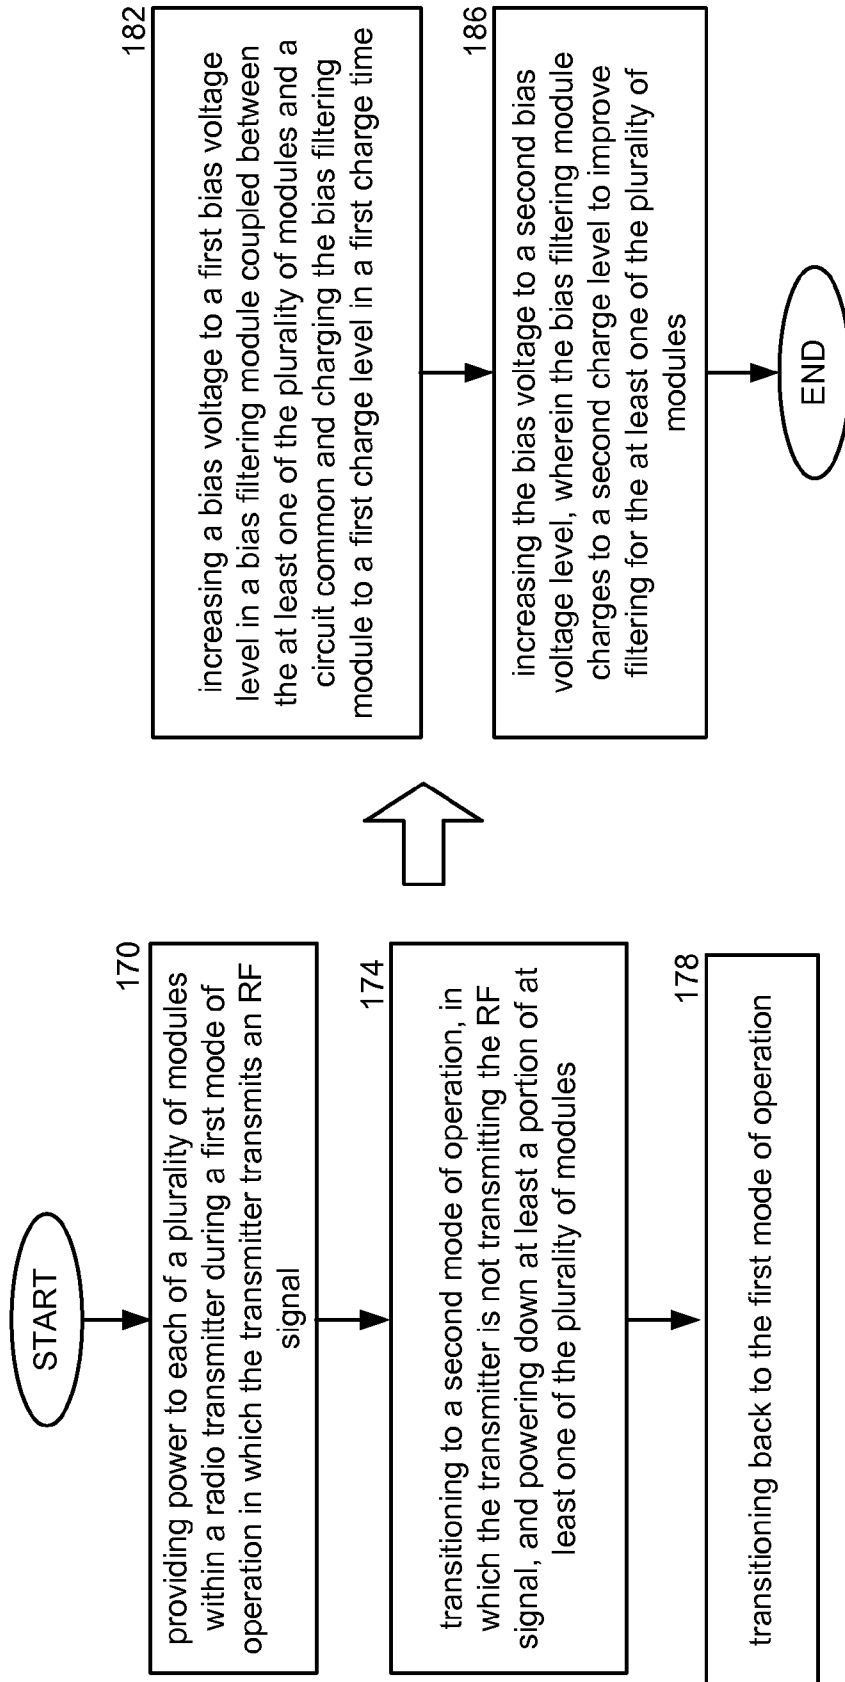 START
170
providing power to each of a plurality of modules
within a radio transmitter during a first mode of
operation in which the transmitter transmits an RF
signal
174
transitioning to a second mode of operation, in
which the transmitter is not transmitting the RF
signal, and powering down at least a portion of at
least one of the plurality of modules
178
transitioning back to the first mode of operation
182
increasing a bias voltage to a first bias voltage
level in a bias filtering module coupled between
the at least one of the plurality of modules and a
circuit common and charging the bias filtering
module to a first charge level in a first charge time
186
increasing the bias voltage to a second bias
voltage level, wherein the bias filtering module
charges to a second charge level to improve
filtering for the at least one of the plurality of
modules
END